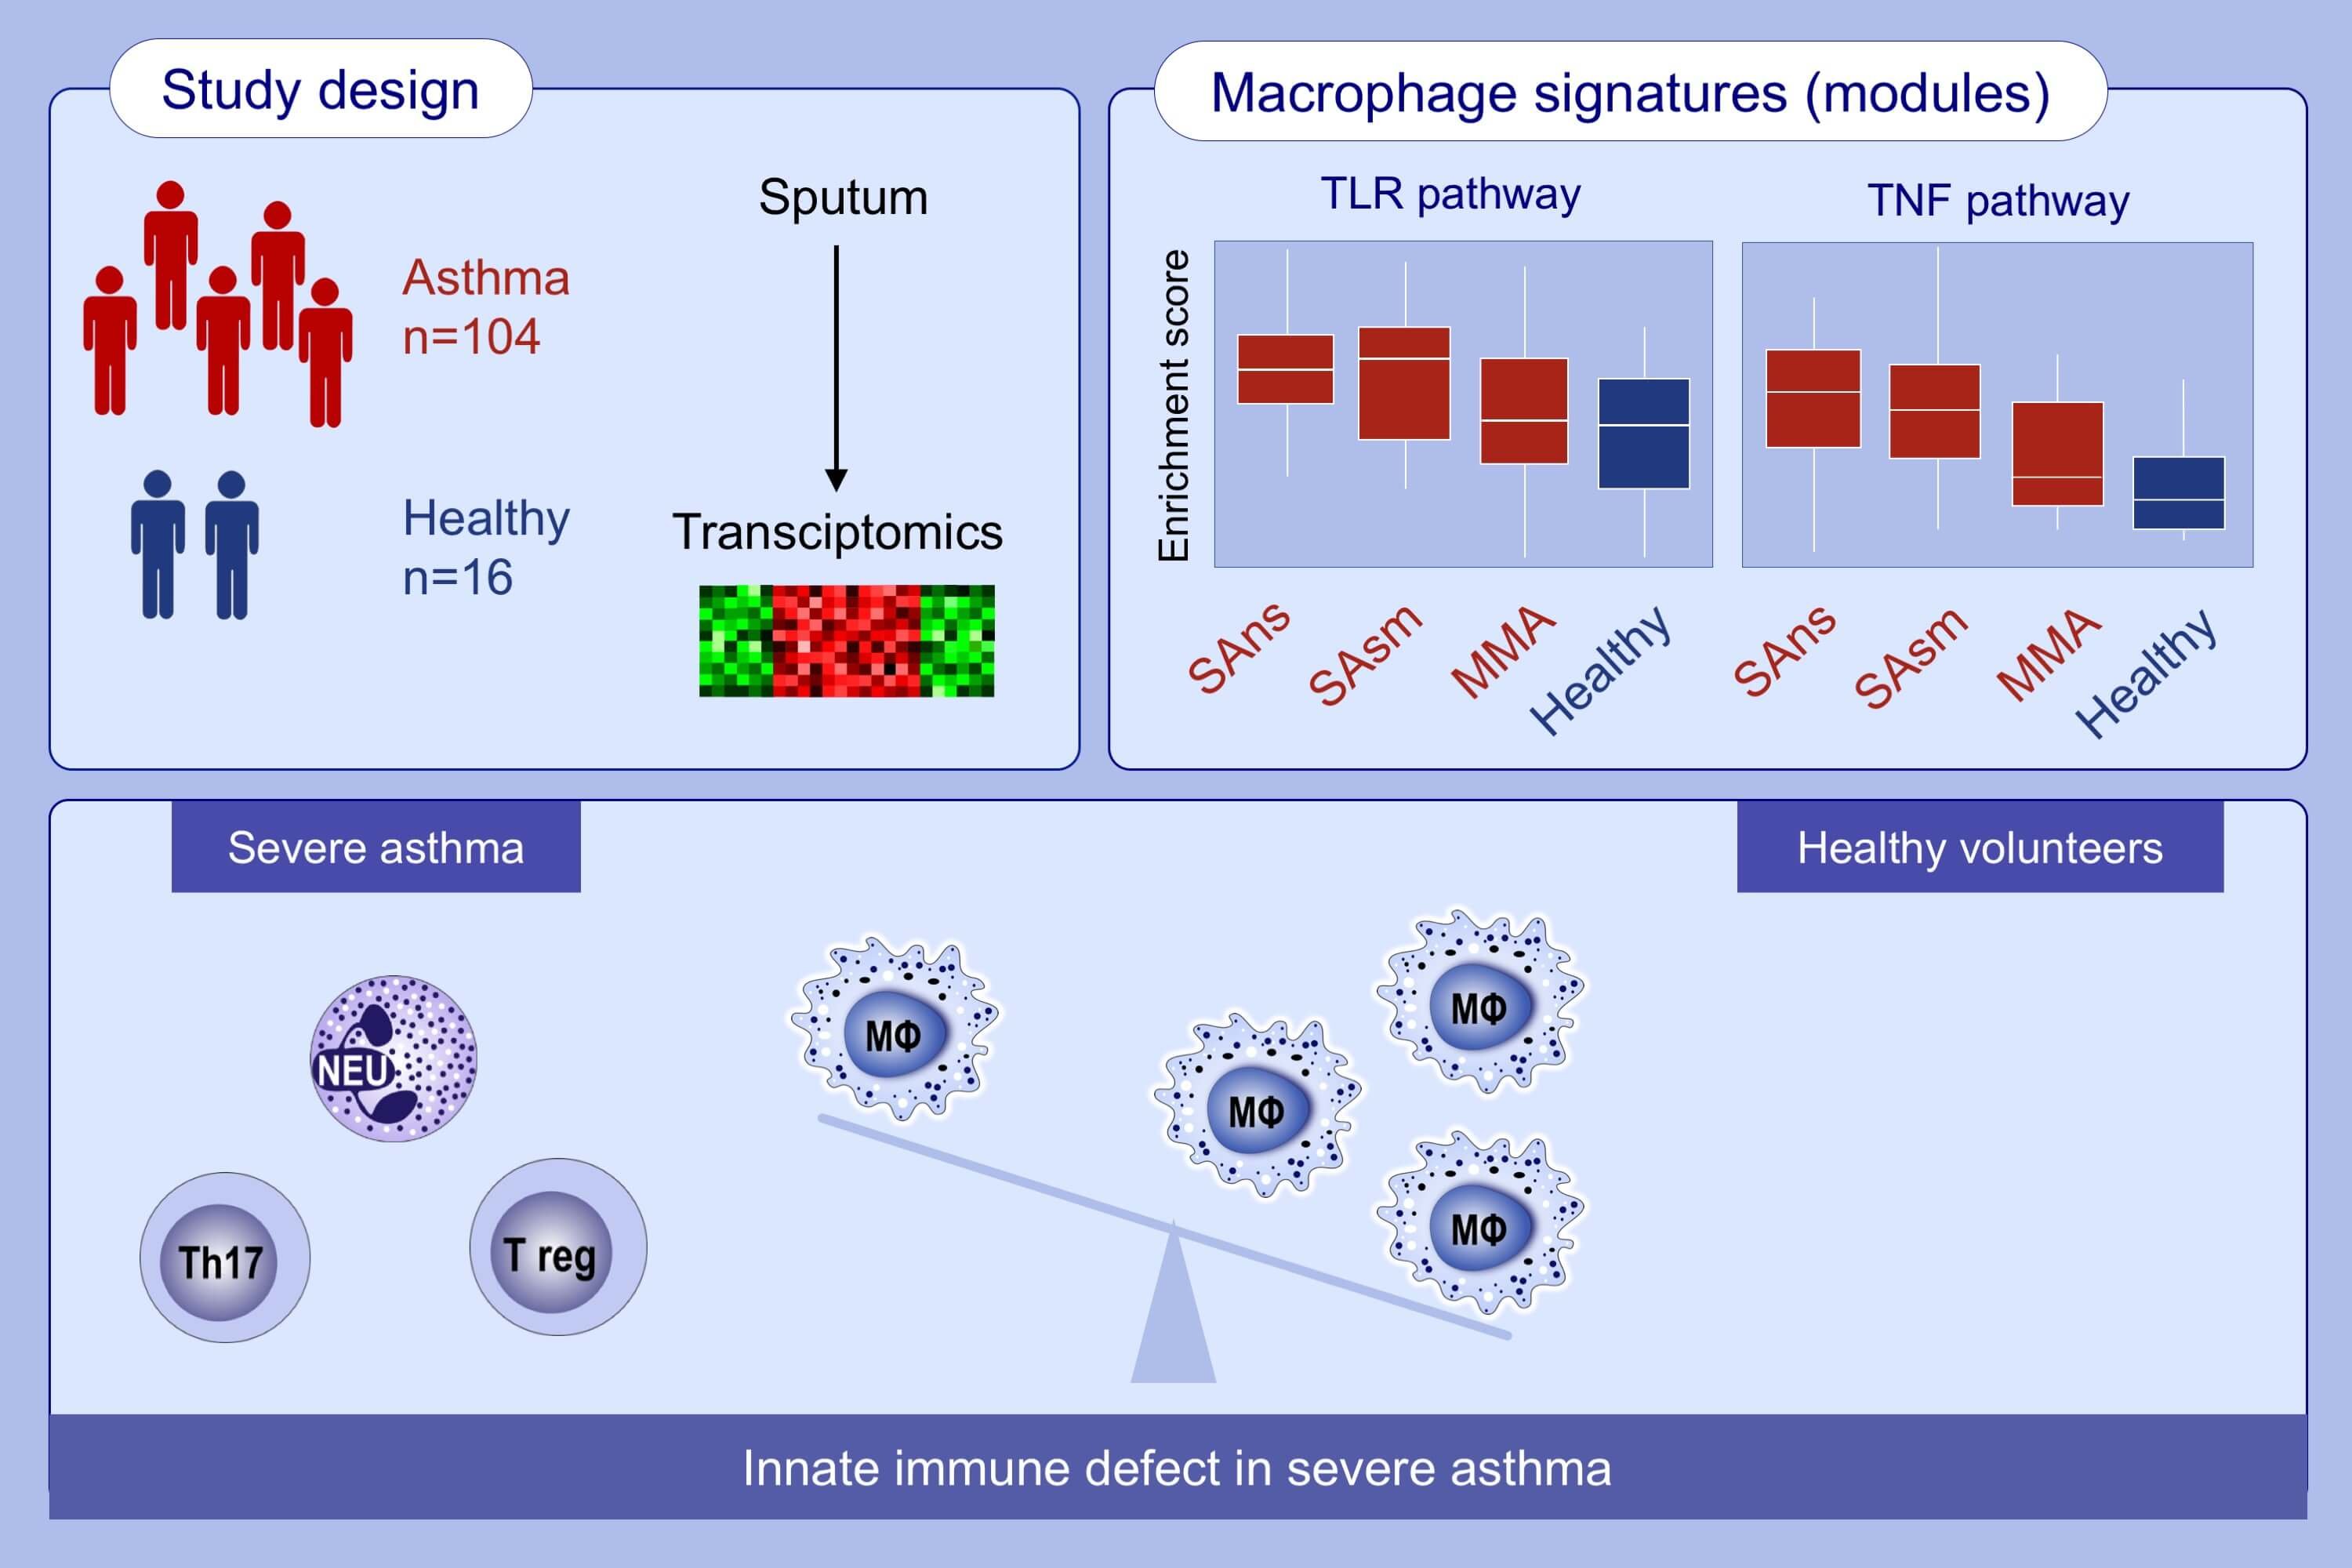 Study design
Asthma
n=104
Healthy
n=16
Sputum
Transciptomics
Macrophage signatures (modules)
TLR pathway
TNF pathway
Enrichment score
SAns
SAsm
MMA
Healthy
SAns
SAsm
MMA
Healthy
Severe asthma
Healthy volunteers
NEU
Th17
T reg
MΦ
MΦ
MΦ
MΦ
Innate immune defect in severe asthma